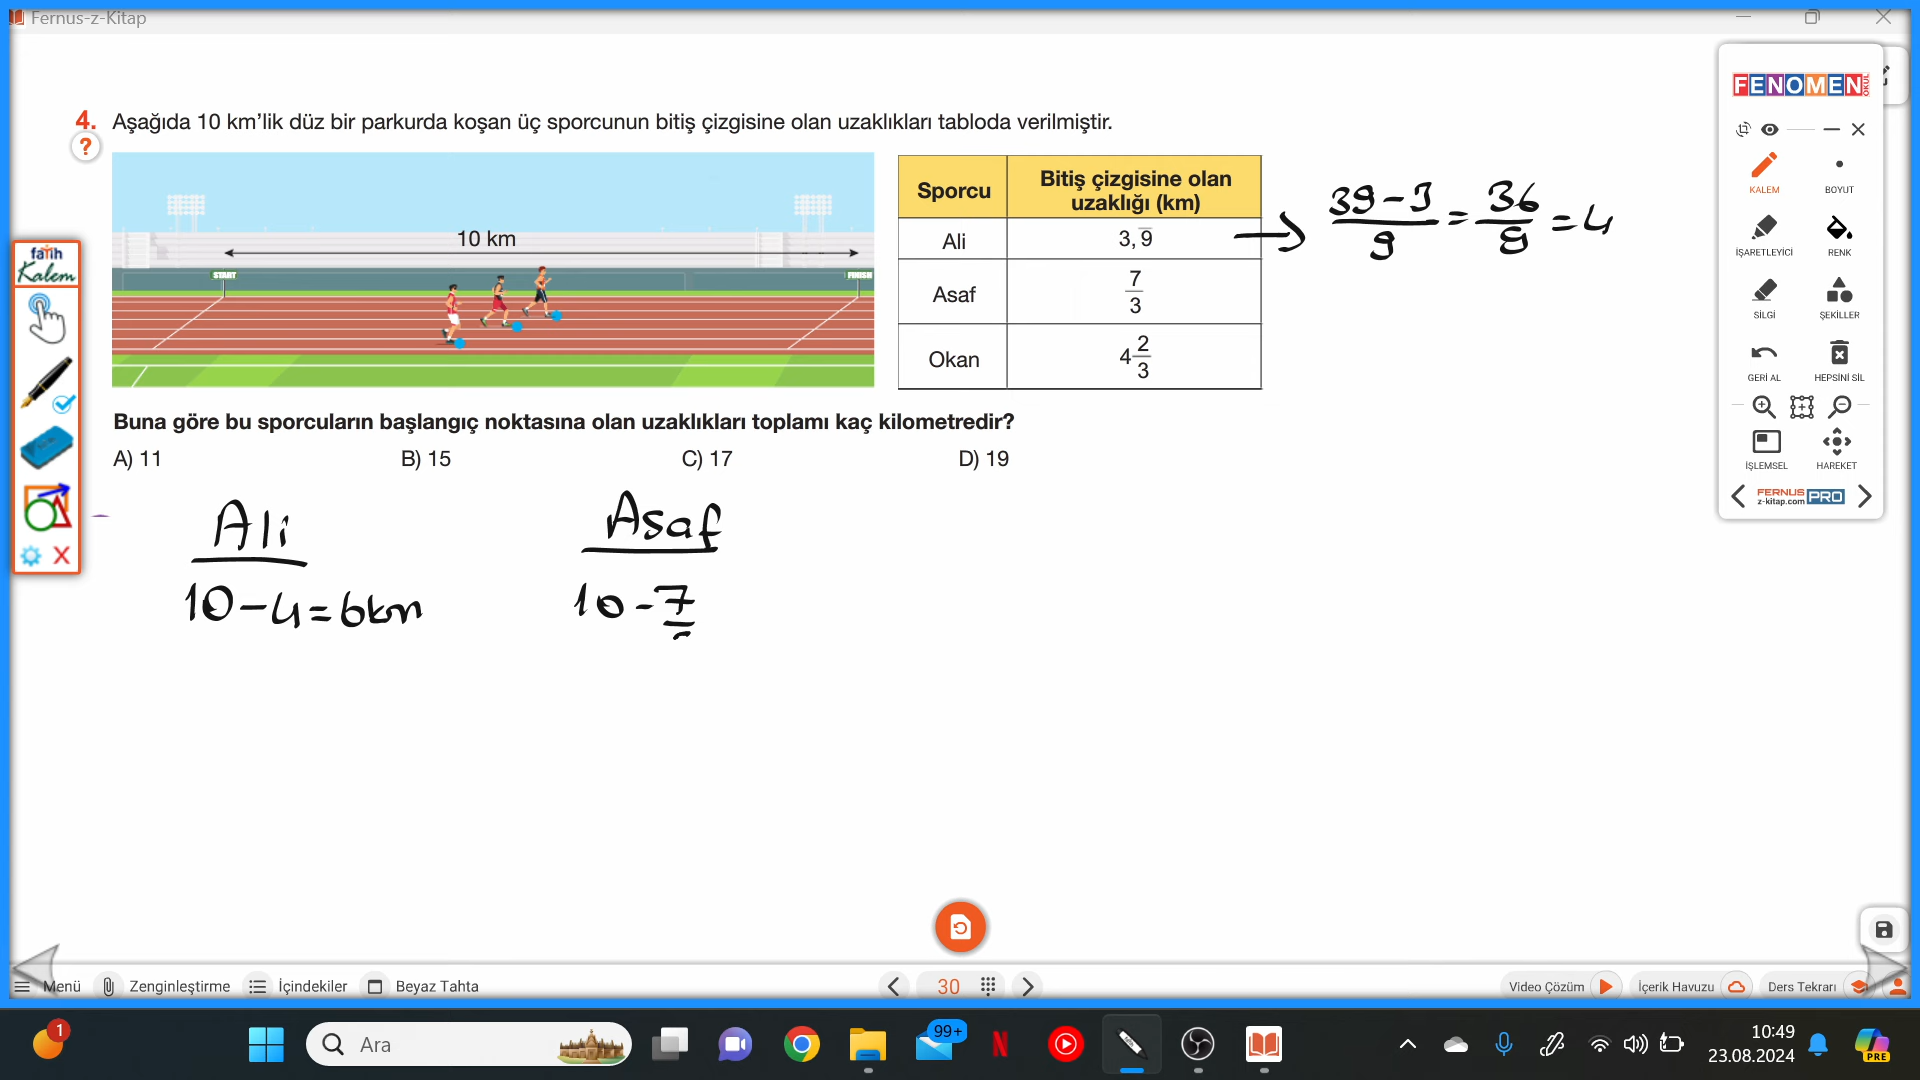 Fernus-z-Kitap
4. Aşağıda 10 km'lik düz bir parkurda koşan üç sporcunun bitiş çizgisine olan uzaklıkları tabloda verilmiştir.
?
10 km
START
FINISH
Sporcu Bitiş çizgisine olan uzaklığı (km)
Ali 3,9̅
Asaf 7/3
Okan 4 2/3
→ 39-3/9 = 36/9 = 4
Buna göre bu sporcuların başlangıç noktasına olan uzaklıkları toplamı kaç kilometredir?
A) 11 B) 15 C) 17 D) 19
Ali
10-4=6km
Asaf
10-7
fatih
Kalem
FENOMEN OKUL
KALEM BOYUT
İŞARETLEYİCİ RENK
SİLGİ ŞEKİLLER
GERİ AL HEPSİNİ SİL
İŞLEMSEL HAREKET
FERNUS z-kitap.com PRO
Menü Zenginleştirme İçindekiler Beyaz Tahta
30
Video Çözüm İçerik Havuzu Ders Tekrarı
1
Ara
99+
N
10:49
23.08.2024
PRE